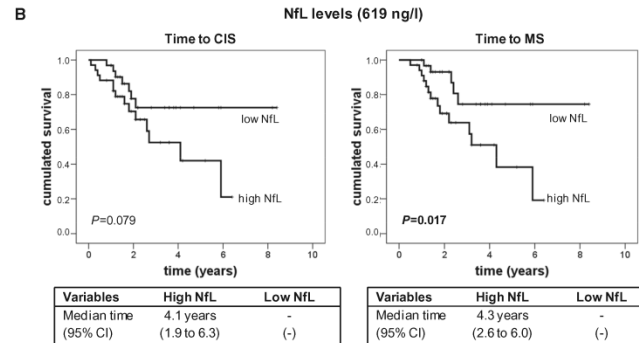 B
NfL levels (619 ng/l)
Time to CIS
cumulated survival
1.0
0.8
0.6
0.4
0.2
0.0
low NfL
high NfL
P=0.079
0 2 4 6 8 10
time (years)
Variables High NfL Low NfL
Median time 4.1 years -
(95% CI) (1.9 to 6.3) (-)
Time to MS
cumulated survival
1.0
0.8
0.6
0.4
0.2
0.0
low NfL
high NfL
P=0.017
0 2 4 6 8 10
time (years)
Variables High NfL Low NfL
Median time 4.3 years -
(95% CI) (2.6 to 6.0) (-)